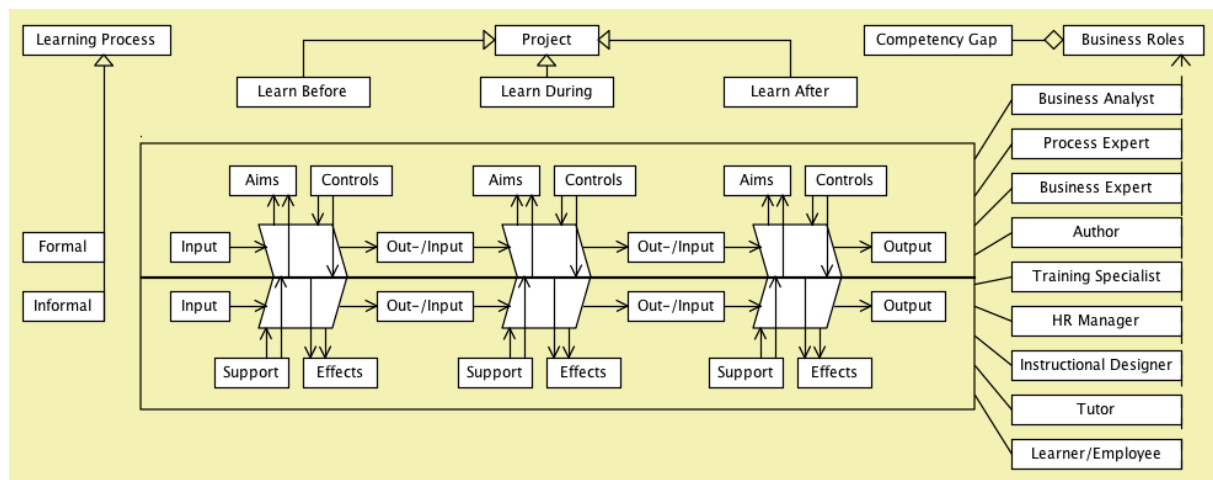 Learning Process
Project
Competency Gap
Business Roles
Learn Before
Learn During
Learn After
Business Analyst
Process Expert
Business Expert
Author
Training Specialist
HR Manager
Instructional Designer
Tutor
Learner/Employee
Formal
Informal
Aims
Controls
Aims
Controls
Aims
Controls
Input
Out-/Input
Out-/Input
Output
Input
Out-/Input
Out-/Input
Output
Support
Effects
Support
Effects
Support
Effects